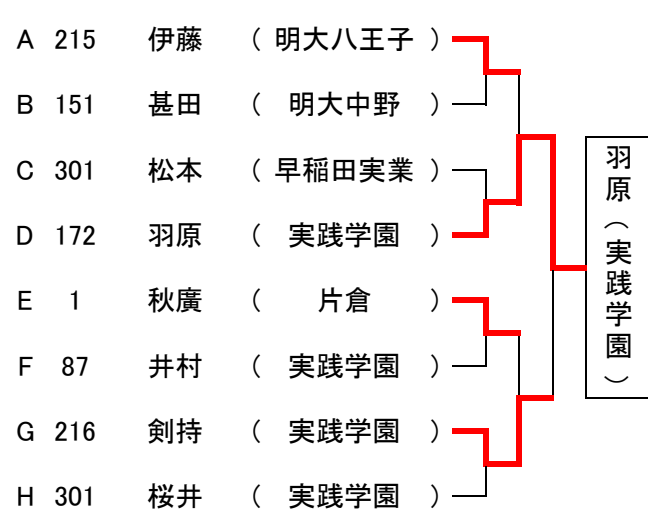 A 215 伊藤 （ 明大八王子 ）
B 151 甚田 （ 明大中野 ）
C 301 松本 （ 早稲田実業 ）
D 172 羽原 （ 実践学園 ）
E 1 秋廣 （ 片倉 ）
F 87 井村 （ 実践学園 ）
G 216 剣持 （ 実践学園 ）
H 301 桜井 （ 実践学園 ）
羽原（実践学園）